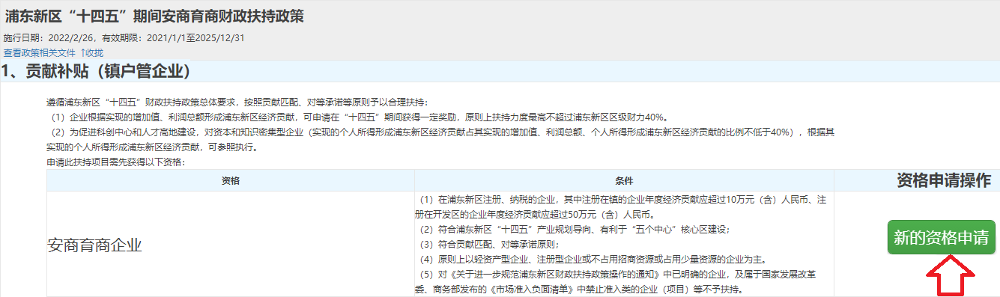 浦东新区“十四五”期间安商育商财政扶持政策
施行日期：2022/2/26，有效期限：2021/1/1至2025/12/31
查看政策相关文件 ↑收拢
1、贡献补贴（镇户管企业）
遵循浦东新区“十四五”财政扶持政策总体要求，按照贡献匹配、对等承诺等原则予以合理扶持：
（1）企业根据实现的增加值、利润总额形成浦东新区经济贡献，可申请在“十四五”期间获得一定奖励，原则上扶持力度最高不超过浦东新区区级财力40%。
（2）为促进科创中心和人才高地建设，对资本和知识密集型企业（实现的个人所得形成浦东新区经济贡献占其实现的增加值、利润总额、个人所得形成浦东新区经济贡献的比例不低于40%），根据其
实现的个人所得形成浦东新区经济贡献，可参照执行。
申请此扶持项目需先获得以下资格：
资格 条件 资格申请操作
安商育商企业
（1）在浦东新区注册、纳税的企业，其中注册在镇的企业年度经济贡献应超过10万元（含）人民币、注
册在开发区的企业年度经济贡献应超过50万元（含）人民币。
（2）符合浦东新区“十四五”产业规划导向、有利于“五个中心”核心区建设；
（3）符合贡献匹配、对等承诺原则；
（4）原则上以轻资产型企业、注册型企业或不占用招商资源或占用少量资源的企业为主。
（5）对《关于进一步规范浦东新区财政扶持政策操作的通知》中已明确的企业，及属于国家发展改革
委、商务部发布的《市场准入负面清单》中禁止准入类的企业（项目）等不予扶持。
新的资格申请